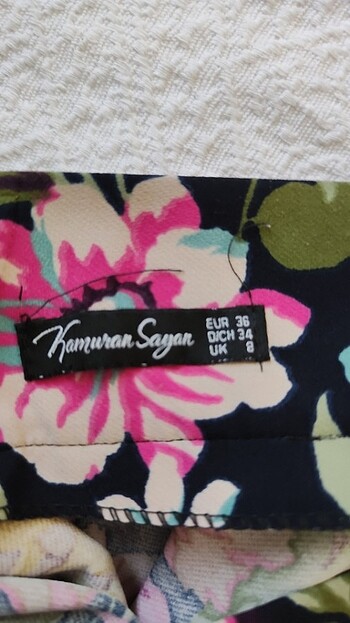 Kamuran Sayan
EUR 36
D/CH 34
UK 8